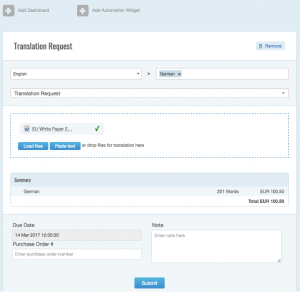 Add Dashboard
Add Automation Widget
Translation Request
Remove
English
>
German ×
Translation Request
EU White Paper E...
Load files
Paste text
or drop files for translation here
Summary
German 201 Words EUR 100.50
Total EUR 100.50
Due Date
14 Mar 2017 12:00:00
Purchase Order #
Enter purchase order number
Note
Enter note here
Submit